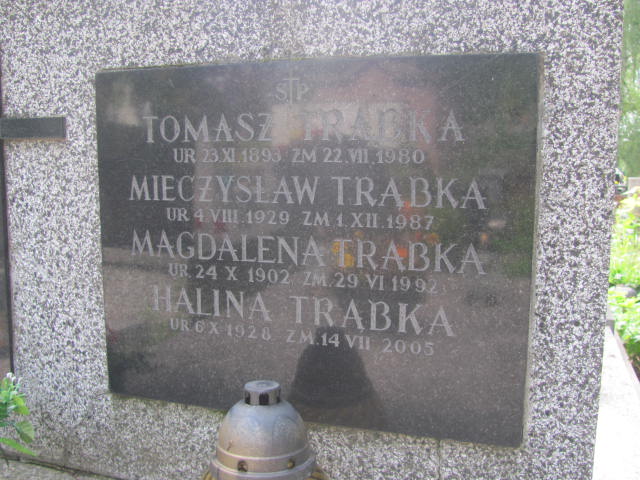 Ś†P
TOMASZ TRĄBKA
UR 23 XI 1893 ZM 22 VII 1980
MIECZYSŁAW TRĄBKA
UR 4 VIII 1929 ZM 1 XII 1987
MAGDALENA TRĄBKA
UR. 24 X 1902 ZM. 29 VI 1992
HALINA TRĄBKA
UR 6 X 1928 ZM. 14 VII 2005